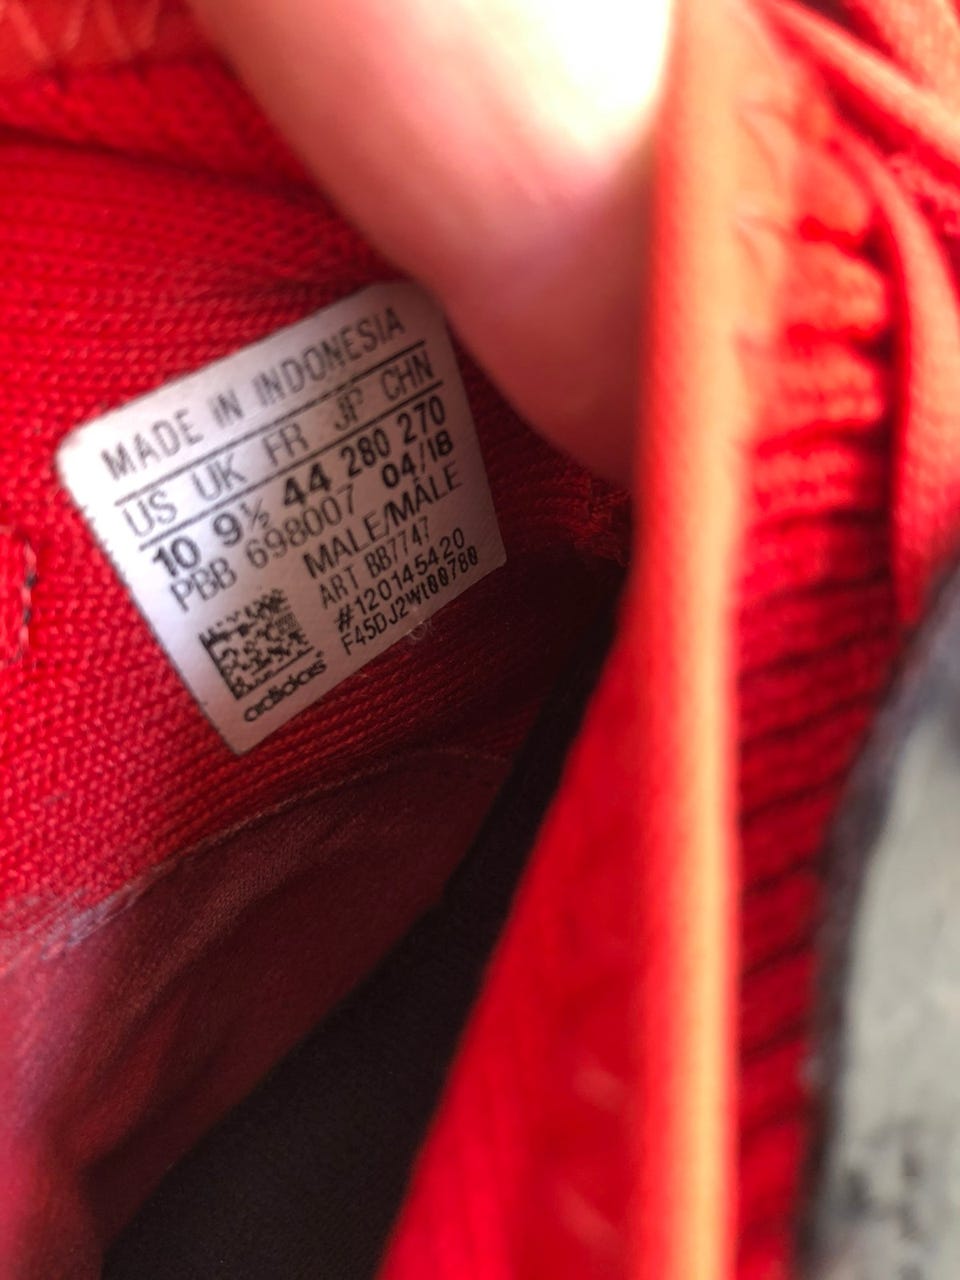 MADE IN INDONESIA
US UK FR JP CHN
10 9½ 44 280 270
PBB 698007 04/18
MALE/MÂLE
ART BB7747
#120145420
F45DJ2Wt00780
adidas